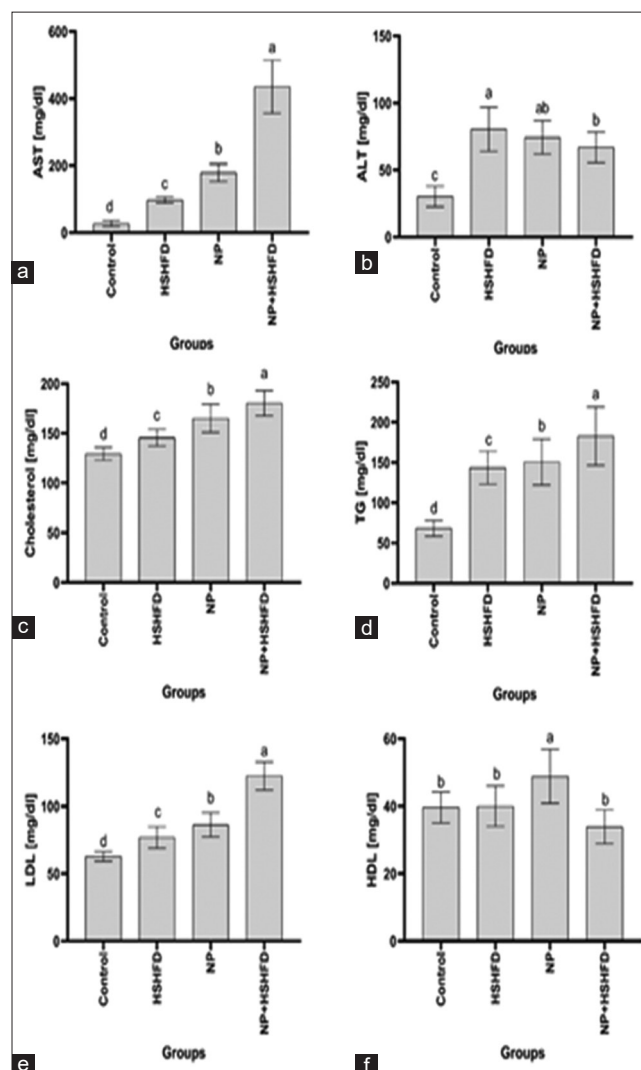 600
400
200
0
AST [mg/dl]
d
c
b
a
Control
HSHFD
NP
NP+HSHFD
Groups
a
150
100
50
0
ALT [mg/dl]
c
a
ab
b
Control
HSHFD
NP
NP+HSHFD
Groups
b
200
150
100
50
0
Cholesterol [mg/dl]
d
c
b
a
Control
HSHFD
NP
NP+HSHFD
Groups
c
250
200
150
100
50
0
TG [mg/dl]
d
c
b
a
Control
HSHFD
NP
NP+HSHFD
Groups
d
150
100
50
0
LDL [mg/dl]
d
c
b
a
Control
HSHFD
NP
NP+HSHFD
Groups
e
60
40
20
0
HDL [mg/dl]
b
b
a
b
Control
HSHFD
NP
NP+HSHFD
Groups
f